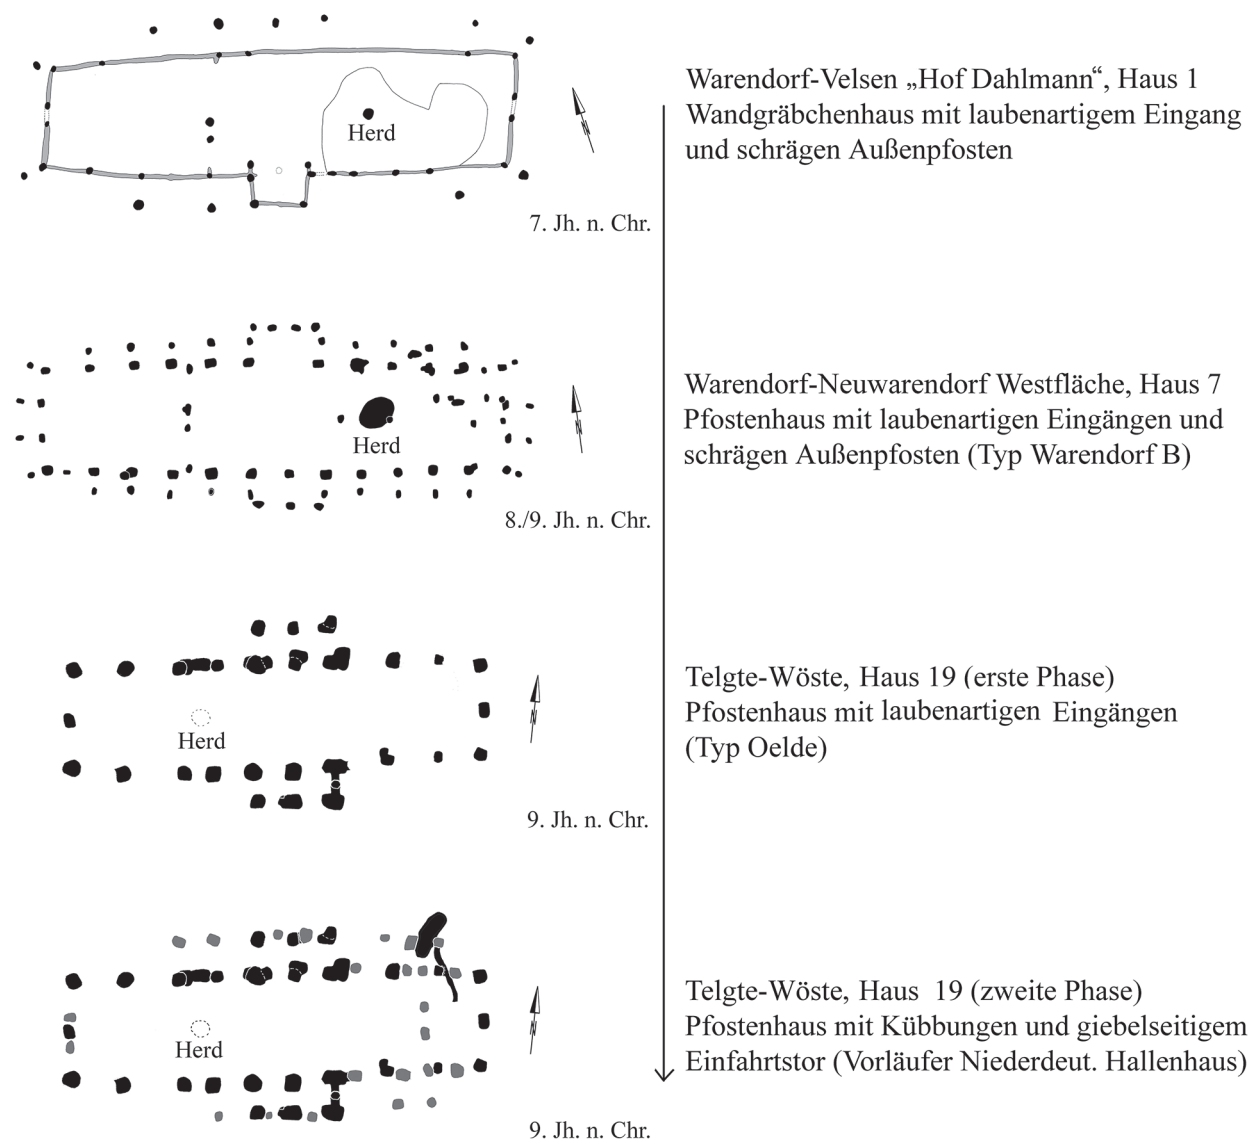 Warendorf-Velsen „Hof Dahlmann“, Haus 1
Wandgräbchenhaus mit laubenartigem Eingang
und schrägen Außenpfosten
Herd
N
7. Jh. n. Chr.
Warendorf-Neuwarendorf Westfläche, Haus 7
Pfostenhaus mit laubenartigen Eingängen und
schrägen Außenpfosten (Typ Warendorf B)
Herd
N
8./9. Jh. n. Chr.
Telgte-Wöste, Haus 19 (erste Phase)
Pfostenhaus mit laubenartigen Eingängen
(Typ Oelde)
Herd
N
9. Jh. n. Chr.
Telgte-Wöste, Haus 19 (zweite Phase)
Pfostenhaus mit Kübbungen und giebelseitigem
Einfahrtstor (Vorläufer Niederdeut. Hallenhaus)
Herd
N
9. Jh. n. Chr.